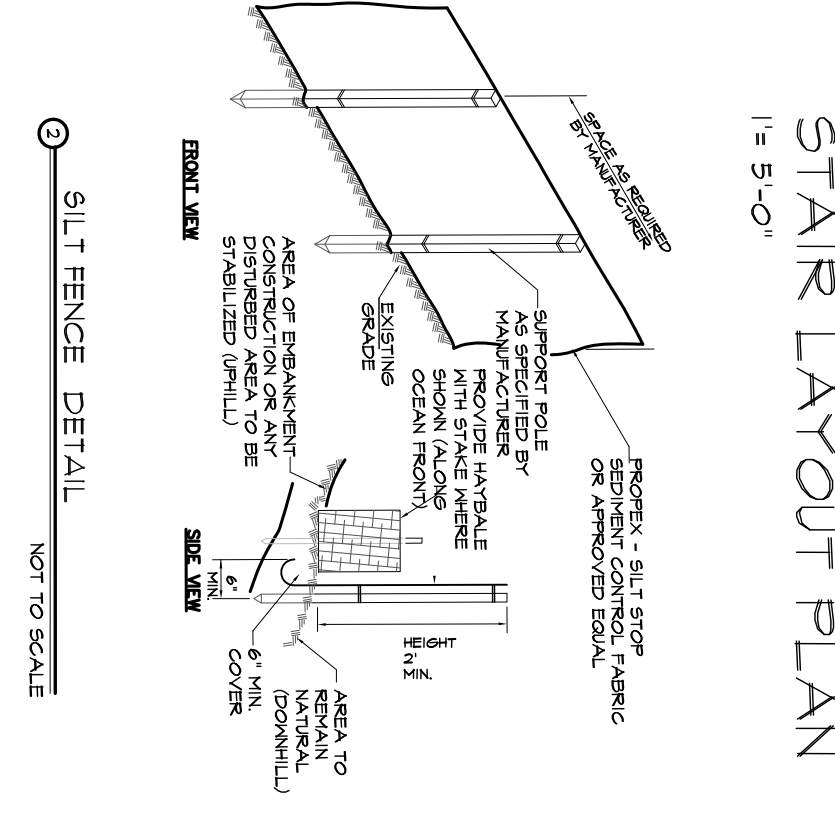 STAIR LAYOUT PLAN
1'= 5'-0"
SPACE AS REQUIRED
BY MANUFACTURER
SUPPORT POLE
AS SPECIFIED BY
MANUFACTURER
PROPEX - SILT STOP
SEDIMENT CONTROL FABRIC
OR APPROVED EQUAL
PROVIDE HAYBALE
WITH STAKE WHERE
SHOWN (ALONG
OCEAN FRONT)
EXISTING
GRADE
AREA OF EMBANKMENT
CONSTRUCTION OR ANY
DISTURBED AREA TO BE
STABILIZED (UPHILL)
HEIGHT
2'
MIN.
AREA TO
REMAIN
NATURAL
(DOWNHILL)
6" MIN.
COVER
6"
MIN.
FRONT VIEW
SIDE VIEW
2
SILT FENCE DETAIL
NOT TO SCALE